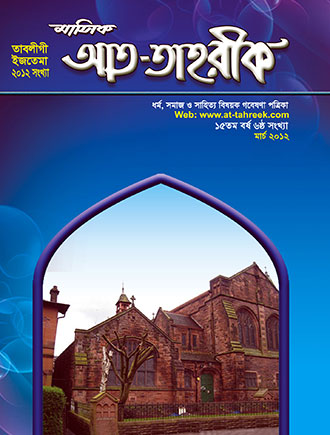 মাসিক
আত-তাহরীক
তাবলীগী
ইজতেমা
২০১২ সংখ্যা
ধর্ম, সমাজ ও সাহিত্য বিষয়ক গবেষণা পত্রিকা
Web: www.at-tahreek.com
১৫তম বর্ষ ৬ষ্ঠ সংখ্যা
মার্চ ২০১২